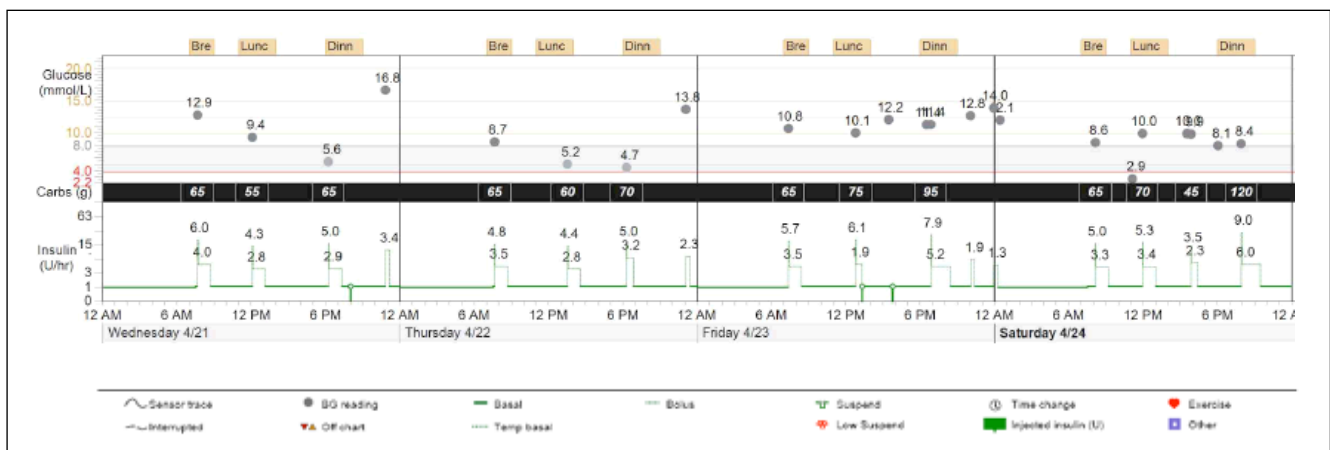 Bre Lunc Dinn Bre Lunc Dinn Bre Lunc Dinn Bre Lunc Dinn
Glucose
(mmol/L)
20.0
15.0
10.0
8.0
4.0
2.2
12.9 9.4 5.6 16.8 8.7 5.2 4.7 13.8 10.8 10.1 12.2 11.4 12.8 14.0 2.1 8.6 2.9 10.0 9.9 8.1 8.4
Carbs (g) 65 55 65 65 60 70 65 75 95 65 70 45 120
Insulin
(U/hr)
63
15
3
1
0
6.0 4.3 5.0 3.4 4.8 4.4 5.0 2.3 5.7 6.1 7.9 1.9 1.3 5.0 5.3 3.5 9.0
4.0 2.8 2.9 3.5 2.8 3.2 3.5 1.9 5.2 3.3 3.4 2.3 6.0
12 AM 6 AM 12 PM 6 PM 12 AM 6 AM 12 PM 6 PM 12 AM 6 AM 12 PM 6 PM 12 AM 6 AM 12 PM 6 PM 12 A
Wednesday 4/21 Thursday 4/22 Friday 4/23 Saturday 4/24
Sensor trace BG reading Basal Bolus Suspend Time change Exercise
Interrupted Off chart Temp basal Low Suspend Injected insulin (U) Other